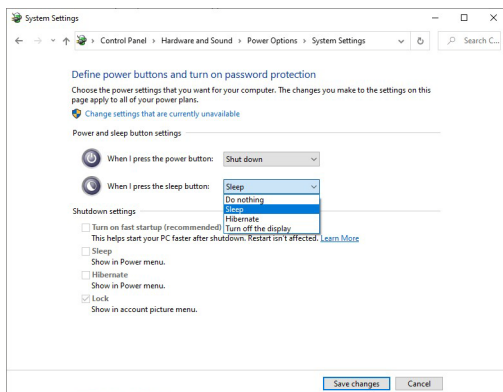 System Settings
Control Panel > Hardware and Sound > Power Options > System Settings
Search C...
Define power buttons and turn on password protection
Choose the power settings that you want for your computer. The changes you make to the settings on this
page apply to all of your power plans.
Change settings that are currently unavailable
Power and sleep button settings
When I press the power button: Shut down
When I press the sleep button: Sleep
Do nothing
Sleep
Hibernate
Turn off the display
Shutdown settings
Turn on fast startup (recommended)
This helps start your PC faster after shutdown. Restart isn't affected. Learn More
Sleep
Show in Power menu.
Hibernate
Show in Power menu.
Lock
Show in account picture menu.
Save changes Cancel